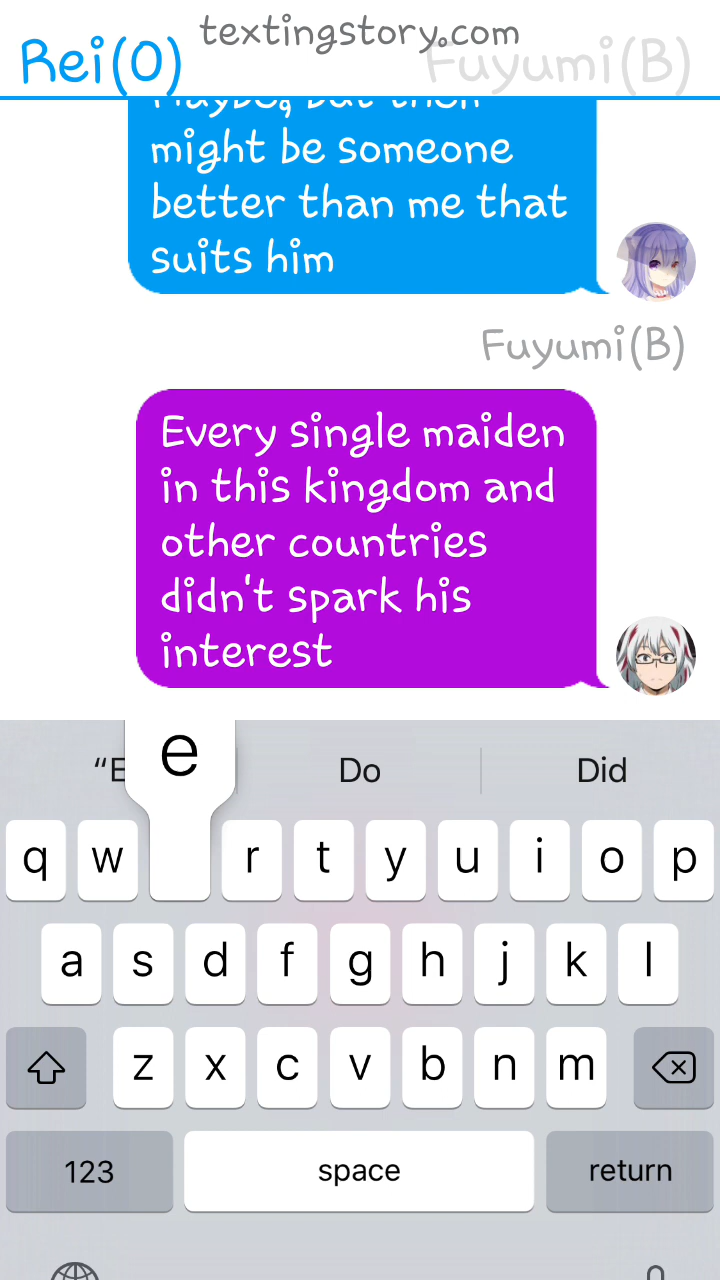 textingstory.com
Rei(O)
Fuyumi(B)
might be someone
better than me that
suits him
Fuyumi(B)
Every single maiden
in this kingdom and
other countries
didn't spark his
interest
e
Do
Did
q w r t y u i o p
a s d f g h j k l
z x c v b n m
123 space return